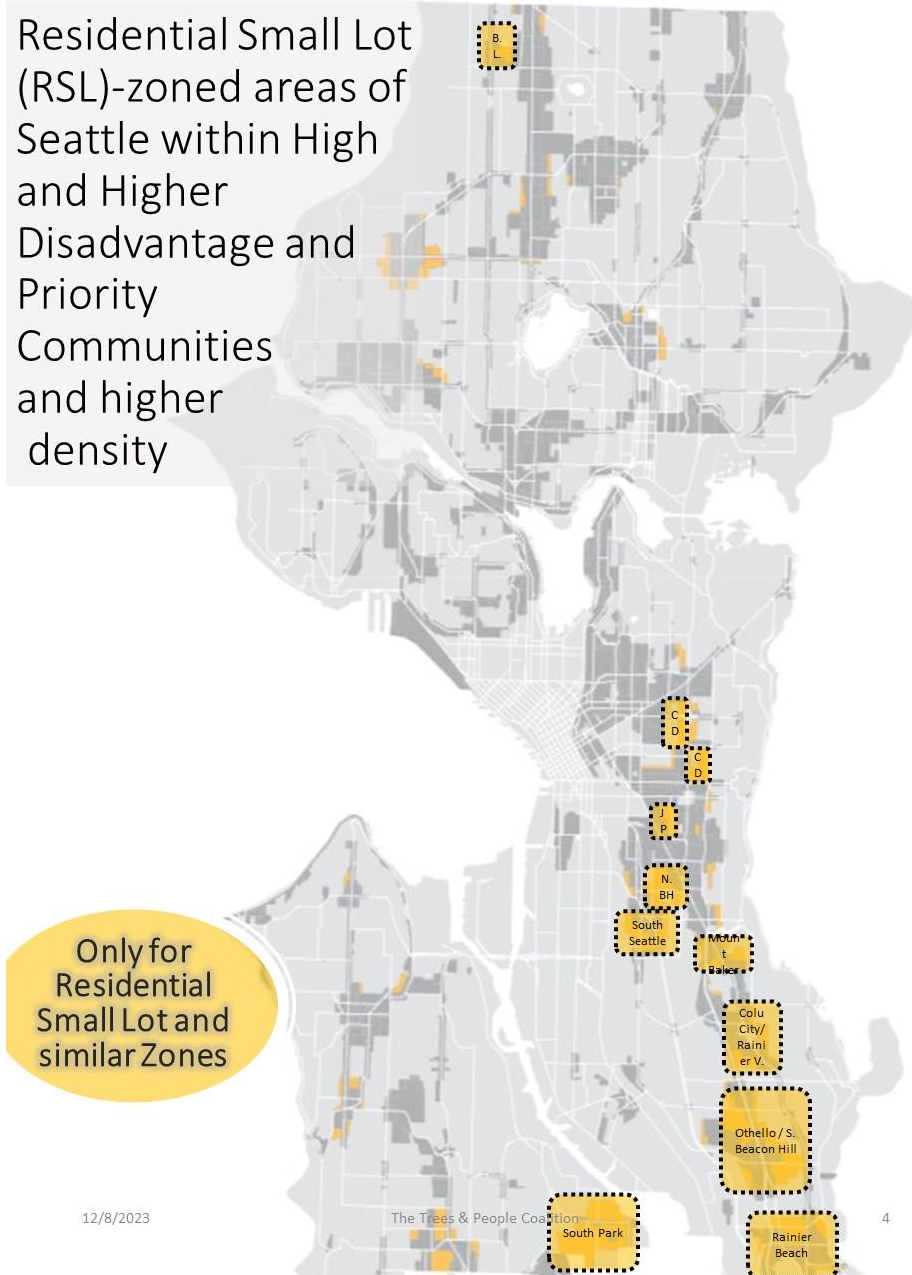 Residential Small Lot
(RSL)-zoned areas of
Seattle within High
and Higher
Disadvantage and
Priority
Communities
and higher
density
B.
L.
C
D
C
D
J
P
N.
BH
South
Seattle
Moun
t
Baker
Colu
City/
Raini
er V.
Only for
Residential
Small Lot and
similar Zones
Othello / S.
Beacon Hill
South Park
Rainier
Beach
12/8/2023
The Trees & People Coalition
4